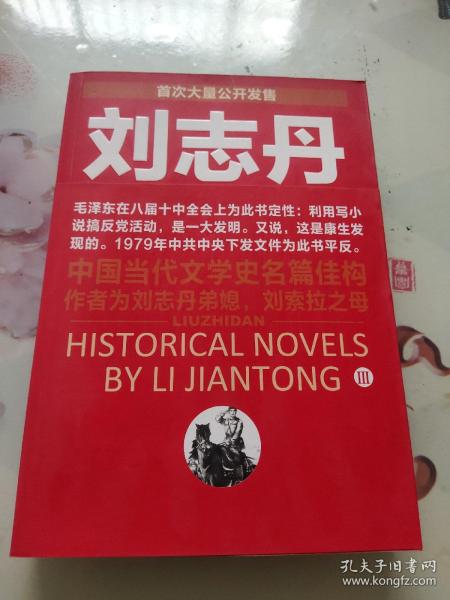 首次大量公开发售
刘志丹
毛泽东在八届十中全会上为此书定性：利用写小
说搞反党活动，是一大发明。又说，这是康生发
现的。1979年中共中央下发文件为此书平反。
中国当代文学史名篇佳构
作者为刘志丹弟媳，刘索拉之母
LIUZHIDAN
HISTORICAL NOVELS
BY LI JIANTONG III
孔夫子旧书网
www.kongfz.com